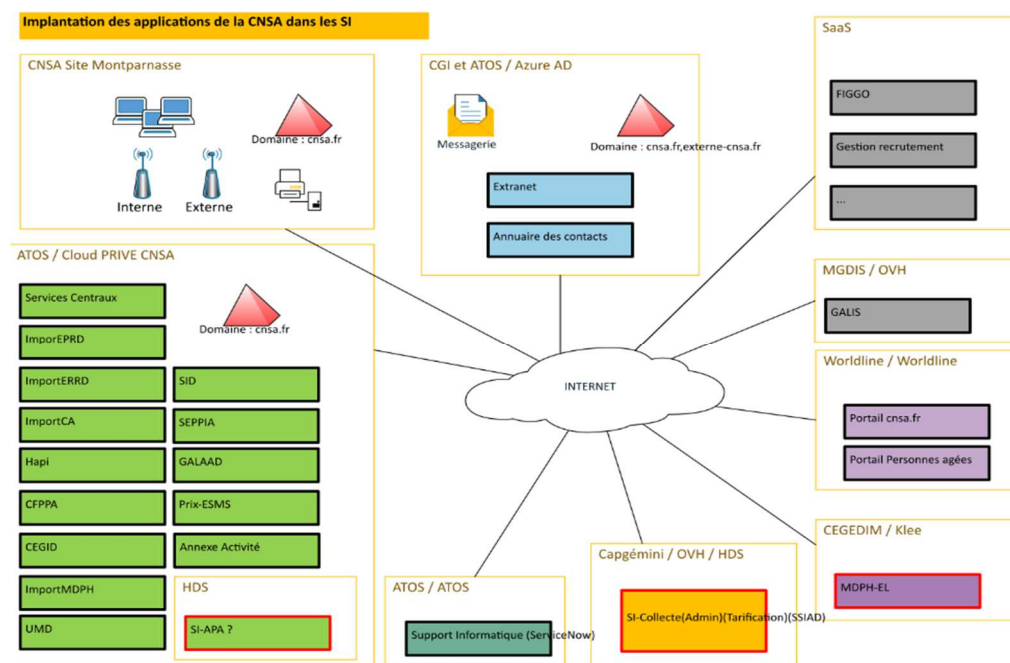 Implantation des applications de la CNSA dans les SI
CNSA Site Montparnasse
Domaine : cnsa.fr
Interne
Externe
CGI et ATOS / Azure AD
Messagerie
Domaine : cnsa.fr,externe-cnsa.fr
Extranet
Annuaire des contacts
SaaS
FIGGO
Gestion recrutement
...
ATOS / Cloud PRIVE CNSA
Domaine : cnsa.fr
Services Centraux
ImporEPRD
ImportERRD
ImportCA
Hapi
CFPPA
CEGID
ImportMDPH
UMD
SID
SEPPIA
GALAAD
Prix-ESMS
Annexe Activité
HDS
SI-APA ?
INTERNET
MGDIS / OVH
GALIS
Worldline / Worldline
Portail cnsa.fr
Portail Personnes agées
CEGEDIM / Klee
MDPH-EL
ATOS / ATOS
Support Informatique (ServiceNow)
Capgémini / OVH / HDS
SI-Collecte(Admin)(Tarification)(SSIAD)